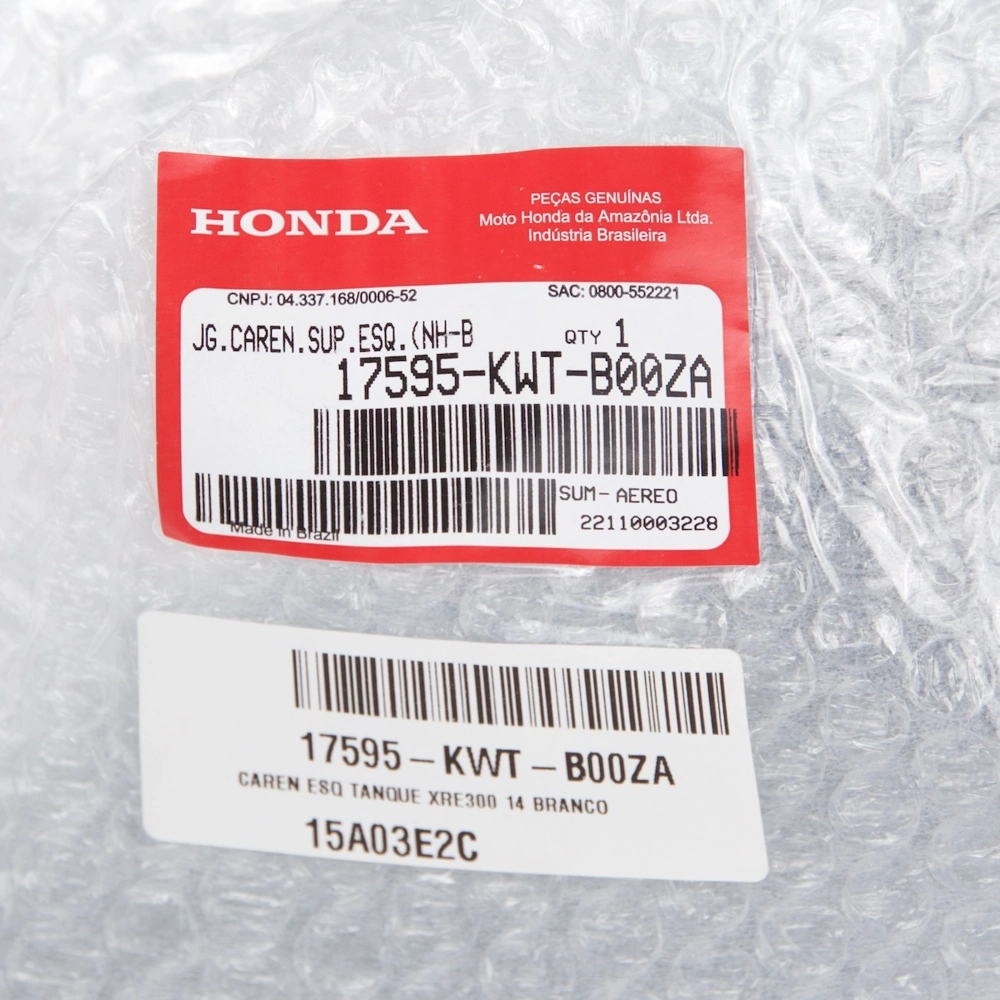 HONDA
PEÇAS GENUÍNAS
Moto Honda da Amazônia Ltda.
Indústria Brasileira
CNPJ: 04.337.168/0006-52
SAC: 0800-552221
JG.CAREN.SUP.ESQ.(NH-B
QTY 1
17595-KWT-B00ZA
SUM-AEREO
Made in Brazil
22110003228
17595-KWT-B00ZA
CAREN ESQ TANQUE XRE300 14 BRANCO
15A03E2C